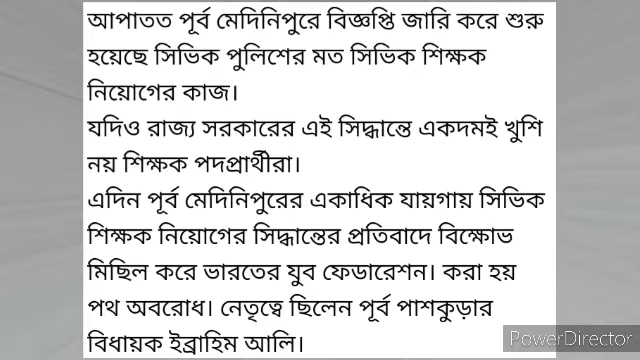 আপাতত পূর্ব মেদিনিপুরে বিজ্ঞপ্তি জারি করে শুরু
হয়েছে সিভিক পুলিশের মত সিভিক শিক্ষক
নিয়োগের কাজ।
যদিও রাজ্য সরকারের এই সিদ্ধান্তে একদমই খুশি
নয় শিক্ষক পদপ্রার্থীরা।
এদিন পূর্ব মেদিনিপুরের একাধিক যায়গায় সিভিক
শিক্ষক নিয়োগের সিদ্ধান্তের প্রতিবাদে বিক্ষোভ
মিছিল করে ভারতের যুব ফেডারেশন। করা হয়
পথ অবরোধ। নেতৃত্বে ছিলেন পূর্ব পাশকুড়ার
বিধায়ক ইব্রাহিম আলি।
PowerDirector